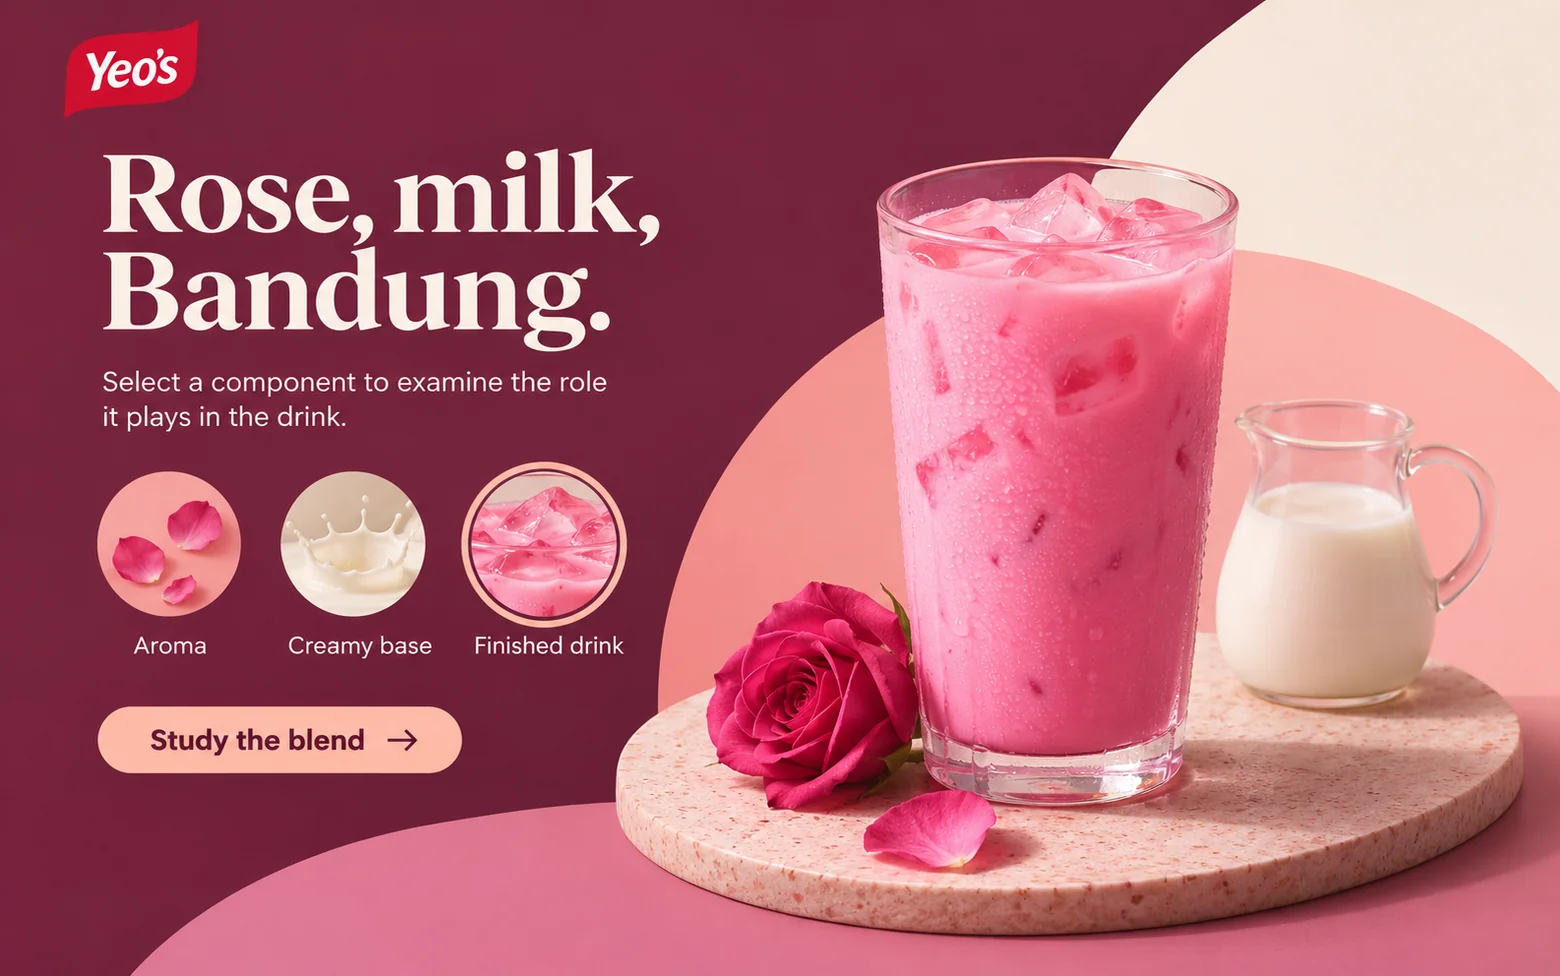 Yeo's
Rose, milk,
Bandung.
Select a component to examine the role
it plays in the drink.
Aroma
Creamy base
Finished drink
Study the blend →